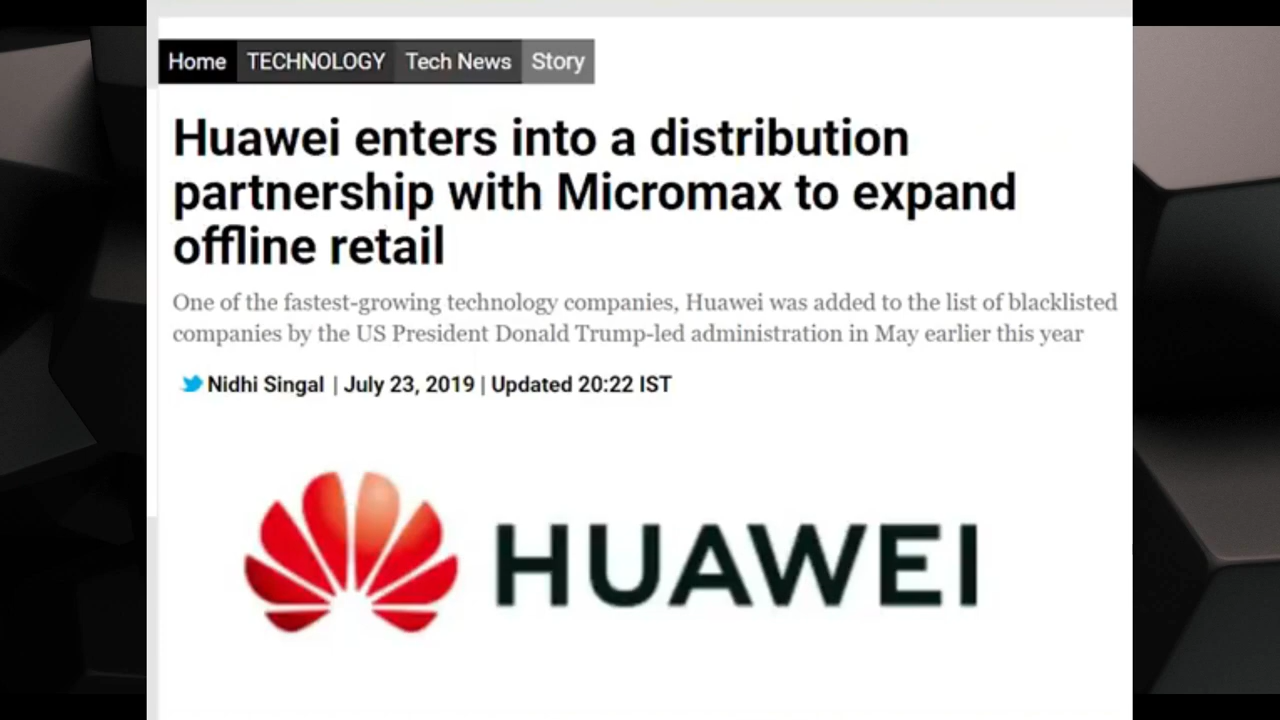 Home TECHNOLOGY Tech News Story
Huawei enters into a distribution
partnership with Micromax to expand
offline retail
One of the fastest-growing technology companies, Huawei was added to the list of blacklisted
companies by the US President Donald Trump-led administration in May earlier this year
Nidhi Singal | July 23, 2019 | Updated 20:22 IST
HUAWEI